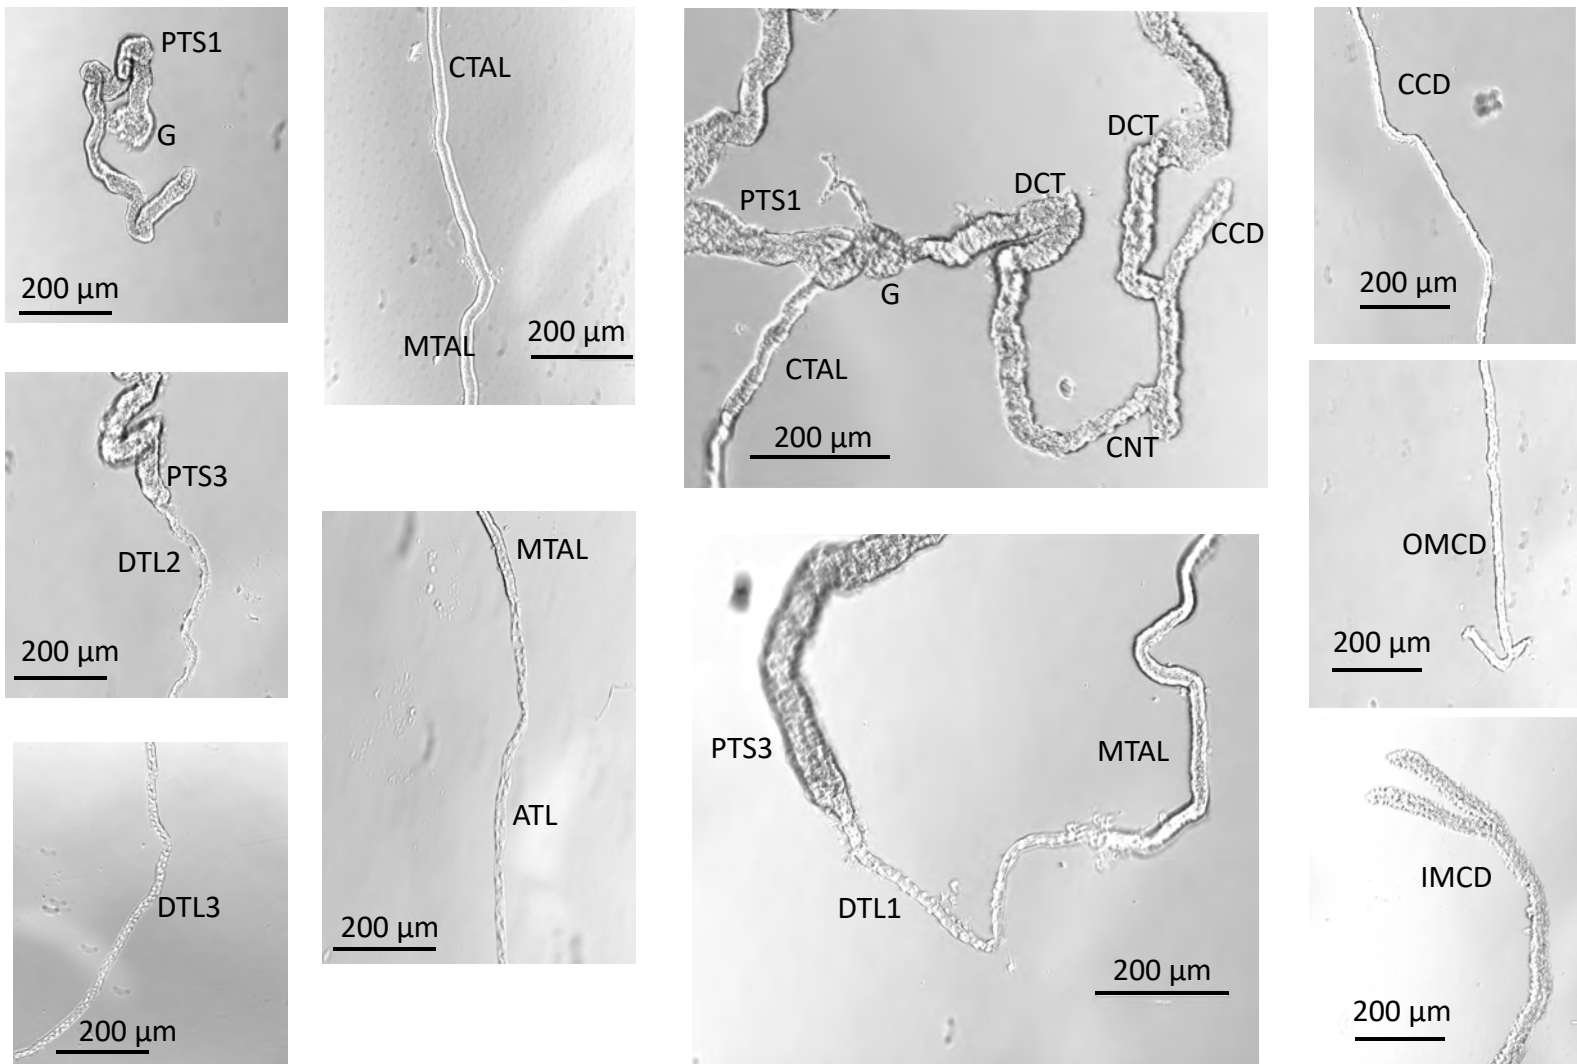 PTS1
G
200 µm
PTS3
DTL2
200 µm
DTL3
200 µm
CTAL
MTAL
200 µm
MTAL
ATL
200 µm
DCT
DCT
PTS1
CCD
G
CTAL
200 µm
CNT
PTS3
MTAL
DTL1
200 µm
CCD
200 µm
OMCD
200 µm
IMCD
200 µm